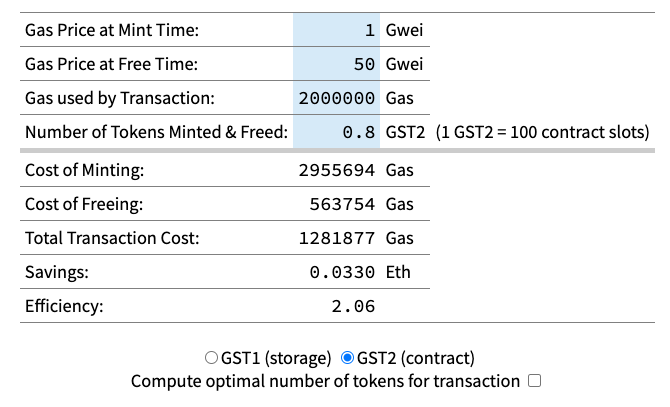 Gas Price at Mint Time: 1 Gwei
Gas Price at Free Time: 50 Gwei
Gas used by Transaction: 2000000 Gas
Number of Tokens Minted & Freed: 0.8 GST2 (1 GST2 = 100 contract slots)
Cost of Minting: 2955694 Gas
Cost of Freeing: 563754 Gas
Total Transaction Cost: 1281877 Gas
Savings: 0.0330 Eth
Efficiency: 2.06
GST1 (storage) GST2 (contract)
Compute optimal number of tokens for transaction